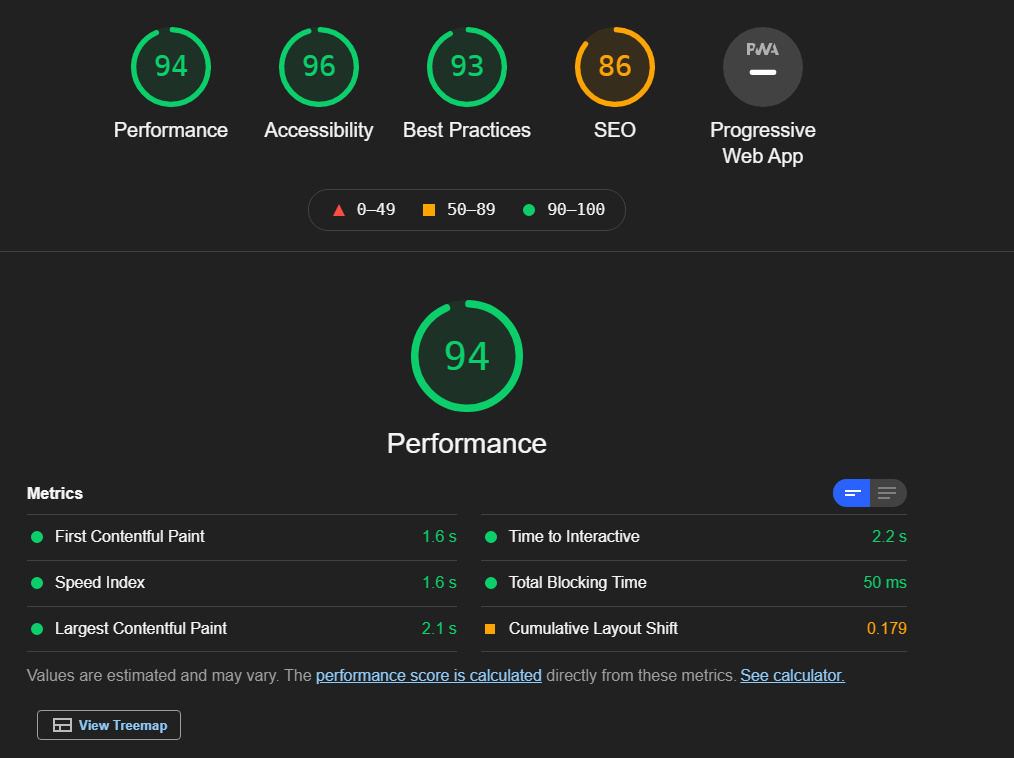 94 96 93 86 PWA
Performance Accessibility Best Practices SEO Progressive
Web App
0–49 50–89 90–100
94
Performance
Metrics
First Contentful Paint 1.6 s Time to Interactive 2.2 s
Speed Index 1.6 s Total Blocking Time 50 ms
Largest Contentful Paint 2.1 s Cumulative Layout Shift 0.179
Values are estimated and may vary. The performance score is calculated directly from these metrics. See calculator.
View Treemap